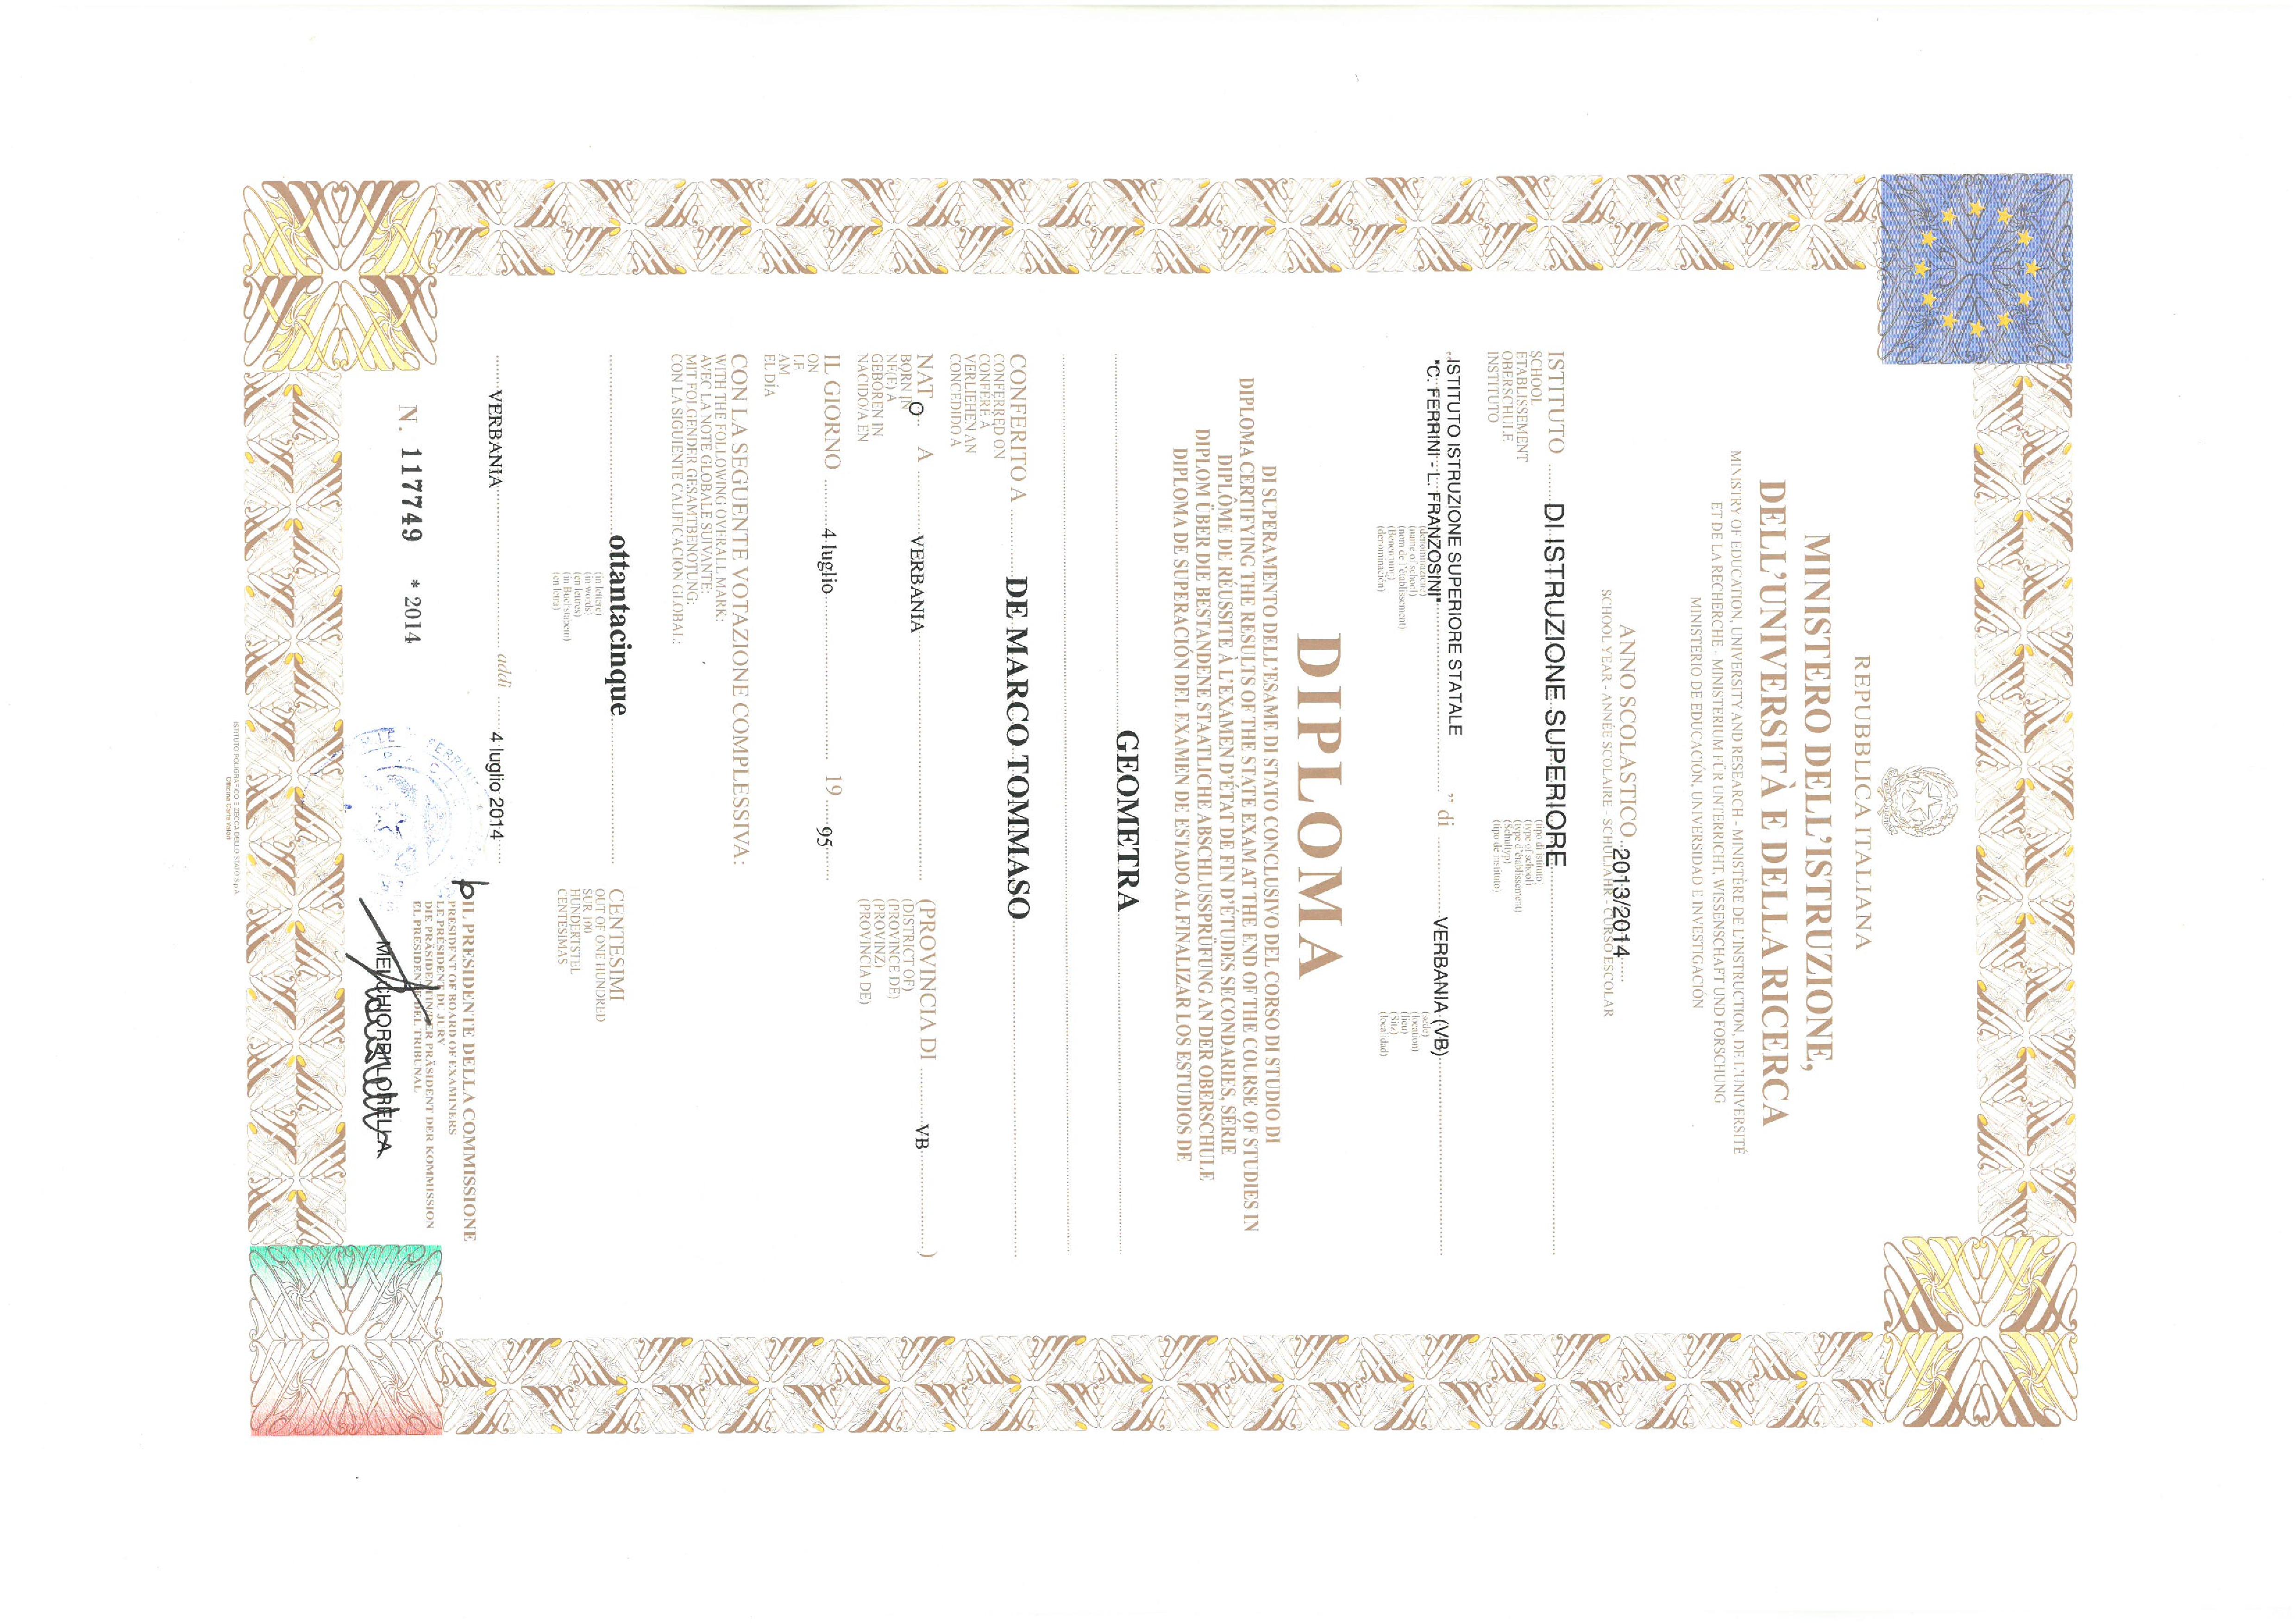 REPUBBLICA ITALIANA
MINISTERO DELL'ISTRUZIONE,
DELL'UNIVERSITÀ E DELLA RICERCA
MINISTRY OF EDUCATION, UNIVERSITY AND RESEARCH - MINISTÈRE DE L'INSTRUCTION, DE L'UNIVERSITÉ
ET DE LA RECHERCHE - MINISTERIUM FÜR UNTERRICHT, WISSENSCHAFT UND FORSCHUNG
MINISTERIO DE EDUCACIÓN, UNIVERSIDAD E INVESTIGACIÓN
ANNO SCOLASTICO 2013/2014
SCHOOL YEAR - ANNÉE SCOLAIRE - SCHULJAHR - CURSO ESCOLAR
ISTITUTO DI ISTRUZIONE SUPERIORE
SCHOOL
ETABLISSEMENT
OBERSCHULE
INSTITUTO
(tipo di istituto)
(type of school)
(type d'établissement)
(Schultyp)
(tipo de instituto)
ISTITUTO ISTRUZIONE SUPERIORE STATALE
"C. FERRINI - L. FRANZOSINI" " di VERBANIA (VB)
(denominazione)
(name of school)
(nom de l'établissement)
(Benennung)
(denominación)
(sede)
(location)
(lieu)
(Sitz)
(localidad)
DIPLOMA
DI SUPERAMENTO DELL'ESAME DI STATO CONCLUSIVO DEL CORSO DI STUDIO DI
DIPLOMA CERTIFYING THE RESULTS OF THE STATE EXAM AT THE END OF THE COURSE OF STUDIES IN
DIPLÔME DE RÉUSSITE À L'EXAMEN D'ÉTAT DE FIN D'ÉTUDES SECONDARIES, SÉRIE
DIPLOM ÜBER DIE BESTANDENE STAATLICHE ABSCHLUSSPRÜFUNG AN DER OBERSCHULE
DIPLOMA DE SUPERACIÓN DEL EXAMEN DE ESTADO AL FINALIZAR LOS ESTUDIOS DE
GEOMETRA
CONFERITO A DE MARCO TOMMASO
CONFERRED ON
CONFÉRÉ À
VERLIEHEN AN
CONCEDIDO A
NATO A VERBANIA (PROVINCIA DI VB)
BORN IN
NÉ(E) À
GEBOREN IN
NACIDO/A EN
(DISTRICT OF)
(PROVINCE DE)
(PROVINZ)
(PROVINCIA DE)
IL GIORNO 4 luglio 19 95
ON
LE
AM
EL DÍA
CON LA SEGUENTE VOTAZIONE COMPLESSIVA:
WITH THE FOLLOWING OVERALL MARK:
AVEC LA NOTE GLOBALE SUIVANTE:
MIT FOLGENDER GESAMTBENOTUNG:
CON LA SIGUIENTE CALIFICACIÓN GLOBAL:
ottantacinque CENTESIMI
(in lettere)
(in words)
(en lettres)
(in Buchstabem)
(en letra)
OUT OF ONE HUNDRED
SUR 100
HUNDERTSTEL
CENTÉSIMAS
VERBANIA addì 4 luglio 2014
IL PRESIDENTE DELLA COMMISSIONE
PRESIDENT OF BOARD OF EXAMINERS
LE PRÉSIDENT DU JURY
DIE PRÄSIDENTIN/DER PRÄSIDENT DER KOMMISSION
EL PRESIDENTE DEL TRIBUNAL
N. 117749 * 2014
ISTITUTO POLIGRAFICO E ZECCA DELLO STATO S.p.A.
Officina Carte Valori